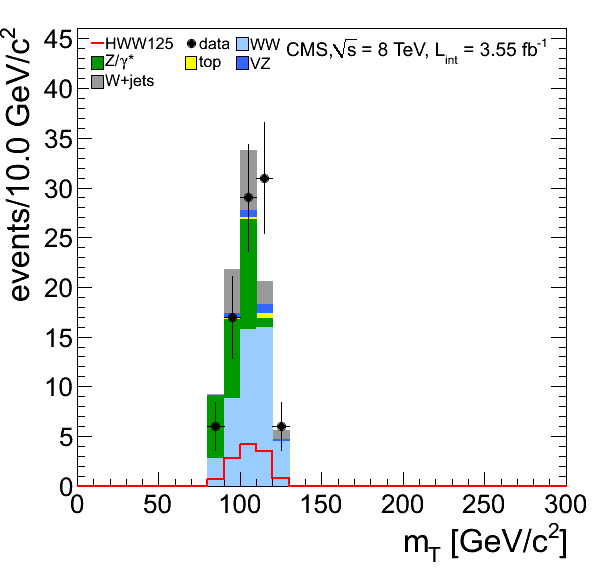 HWW125 data WW CMS,√s = 8 TeV, L_int = 3.55 fb⁻¹
Z/γ* top VZ
W+jets
events/10.0 GeV/c²
45
40
35
30
25
20
15
10
5
0
0 50 100 150 200 250 300
m_T [GeV/c²]